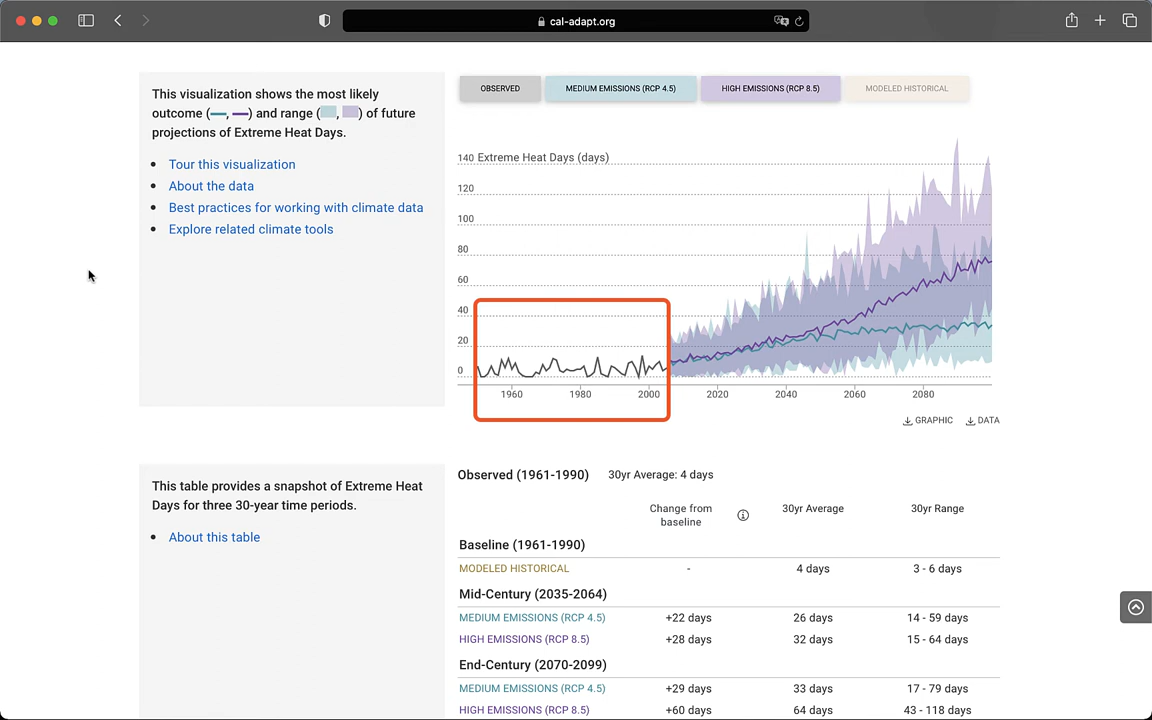 cal-adapt.org
This visualization shows the most likely
outcome (—, —) and range ( , ) of future
projections of Extreme Heat Days.
• Tour this visualization
• About the data
• Best practices for working with climate data
• Explore related climate tools
OBSERVED MEDIUM EMISSIONS (RCP 4.5) HIGH EMISSIONS (RCP 8.5) MODELED HISTORICAL
140 Extreme Heat Days (days)
120
100
80
60
40
20
0
1960 1980 2000 2020 2040 2060 2080
GRAPHIC DATA
This table provides a snapshot of Extreme Heat
Days for three 30-year time periods.
• About this table
Observed (1961-1990) 30yr Average: 4 days
Change from
baseline 30yr Average 30yr Range
Baseline (1961-1990)
MODELED HISTORICAL - 4 days 3 - 6 days
Mid-Century (2035-2064)
MEDIUM EMISSIONS (RCP 4.5) +22 days 26 days 14 - 59 days
HIGH EMISSIONS (RCP 8.5) +28 days 32 days 15 - 64 days
End-Century (2070-2099)
MEDIUM EMISSIONS (RCP 4.5) +29 days 33 days 17 - 79 days
HIGH EMISSIONS (RCP 8.5) +60 days 64 days 43 - 118 days